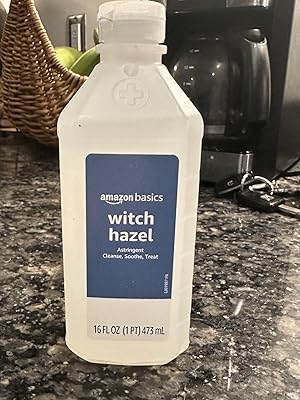 amazon basics
witch
hazel
Astringent
Cleanse, Soothe, Treat
16 FL OZ (1 PT) 473 mL